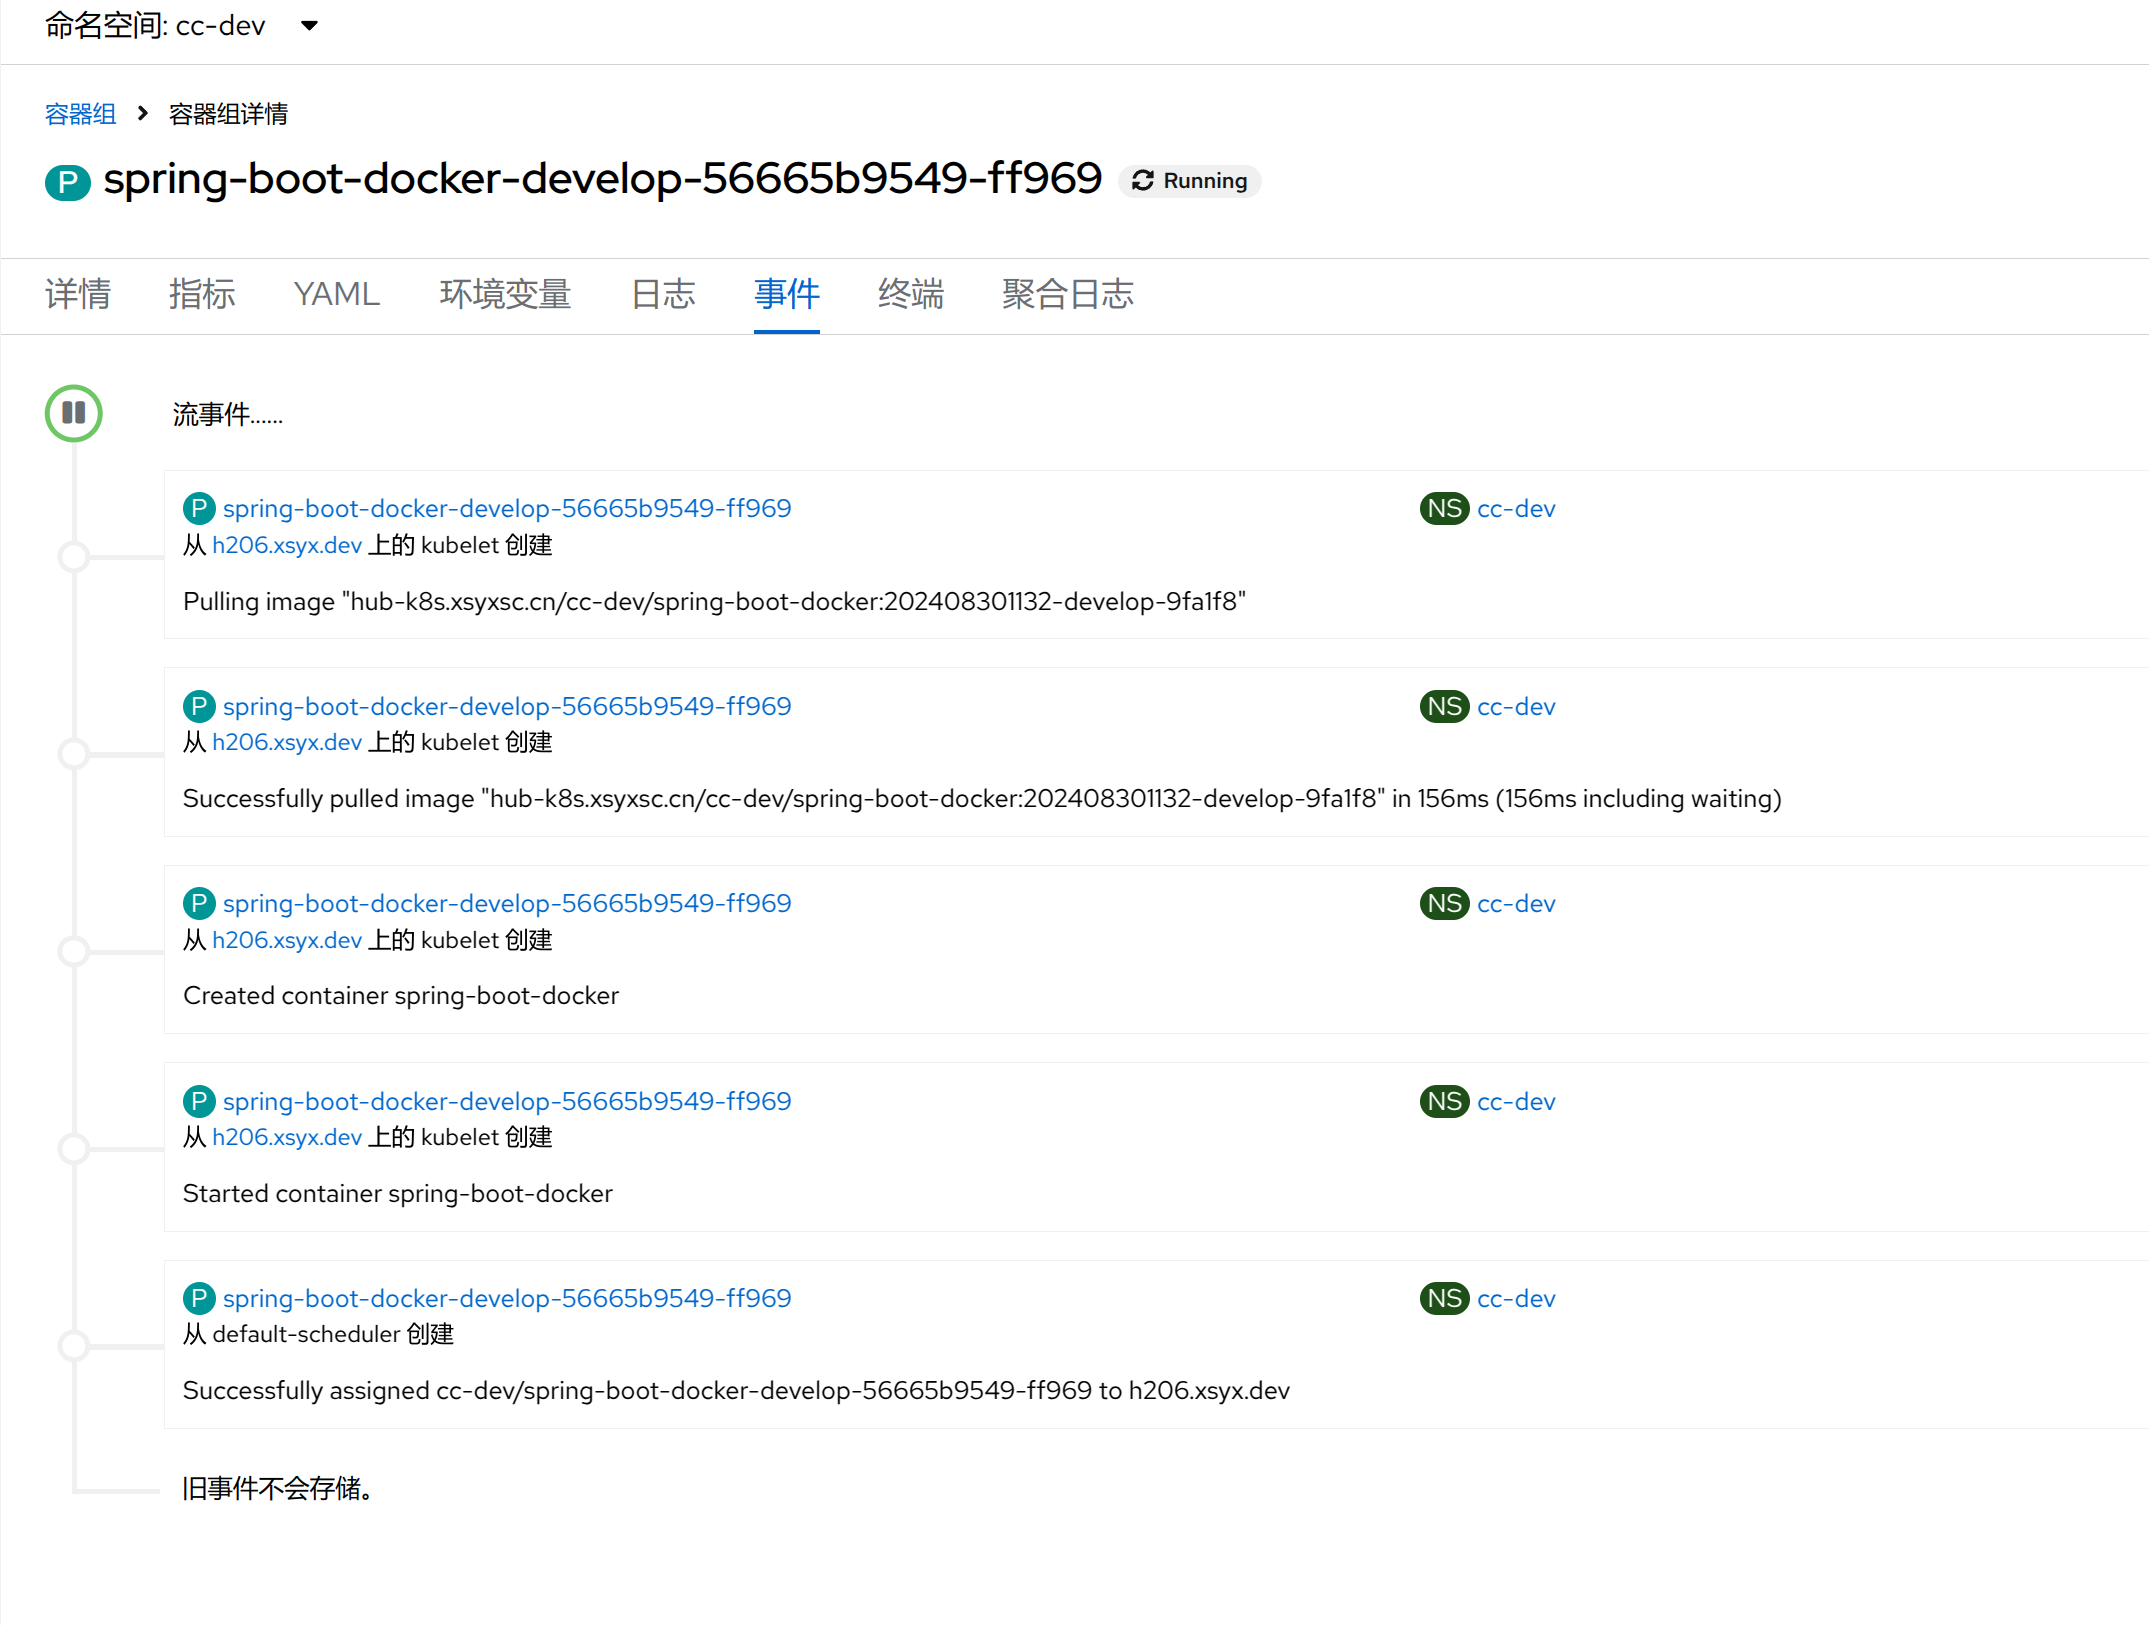 命名空间: cc-dev
容器组 容器组详情
P spring-boot-docker-develop-56665b9549-ff969 Running
详情 指标 YAML 环境变量 日志 事件 终端 聚合日志
流事件......
P spring-boot-docker-develop-56665b9549-ff969 NS cc-dev
从 h206.xsyx.dev 上的 kubelet 创建
Pulling image "hub-k8s.xsyxsc.cn/cc-dev/spring-boot-docker:202408301132-develop-9fa1f8"
P spring-boot-docker-develop-56665b9549-ff969 NS cc-dev
从 h206.xsyx.dev 上的 kubelet 创建
Successfully pulled image "hub-k8s.xsyxsc.cn/cc-dev/spring-boot-docker:202408301132-develop-9fa1f8" in 156ms (156ms including waiting)
P spring-boot-docker-develop-56665b9549-ff969 NS cc-dev
从 h206.xsyx.dev 上的 kubelet 创建
Created container spring-boot-docker
P spring-boot-docker-develop-56665b9549-ff969 NS cc-dev
从 h206.xsyx.dev 上的 kubelet 创建
Started container spring-boot-docker
P spring-boot-docker-develop-56665b9549-ff969 NS cc-dev
从 default-scheduler 创建
Successfully assigned cc-dev/spring-boot-docker-develop-56665b9549-ff969 to h206.xsyx.dev
旧事件不会存储。